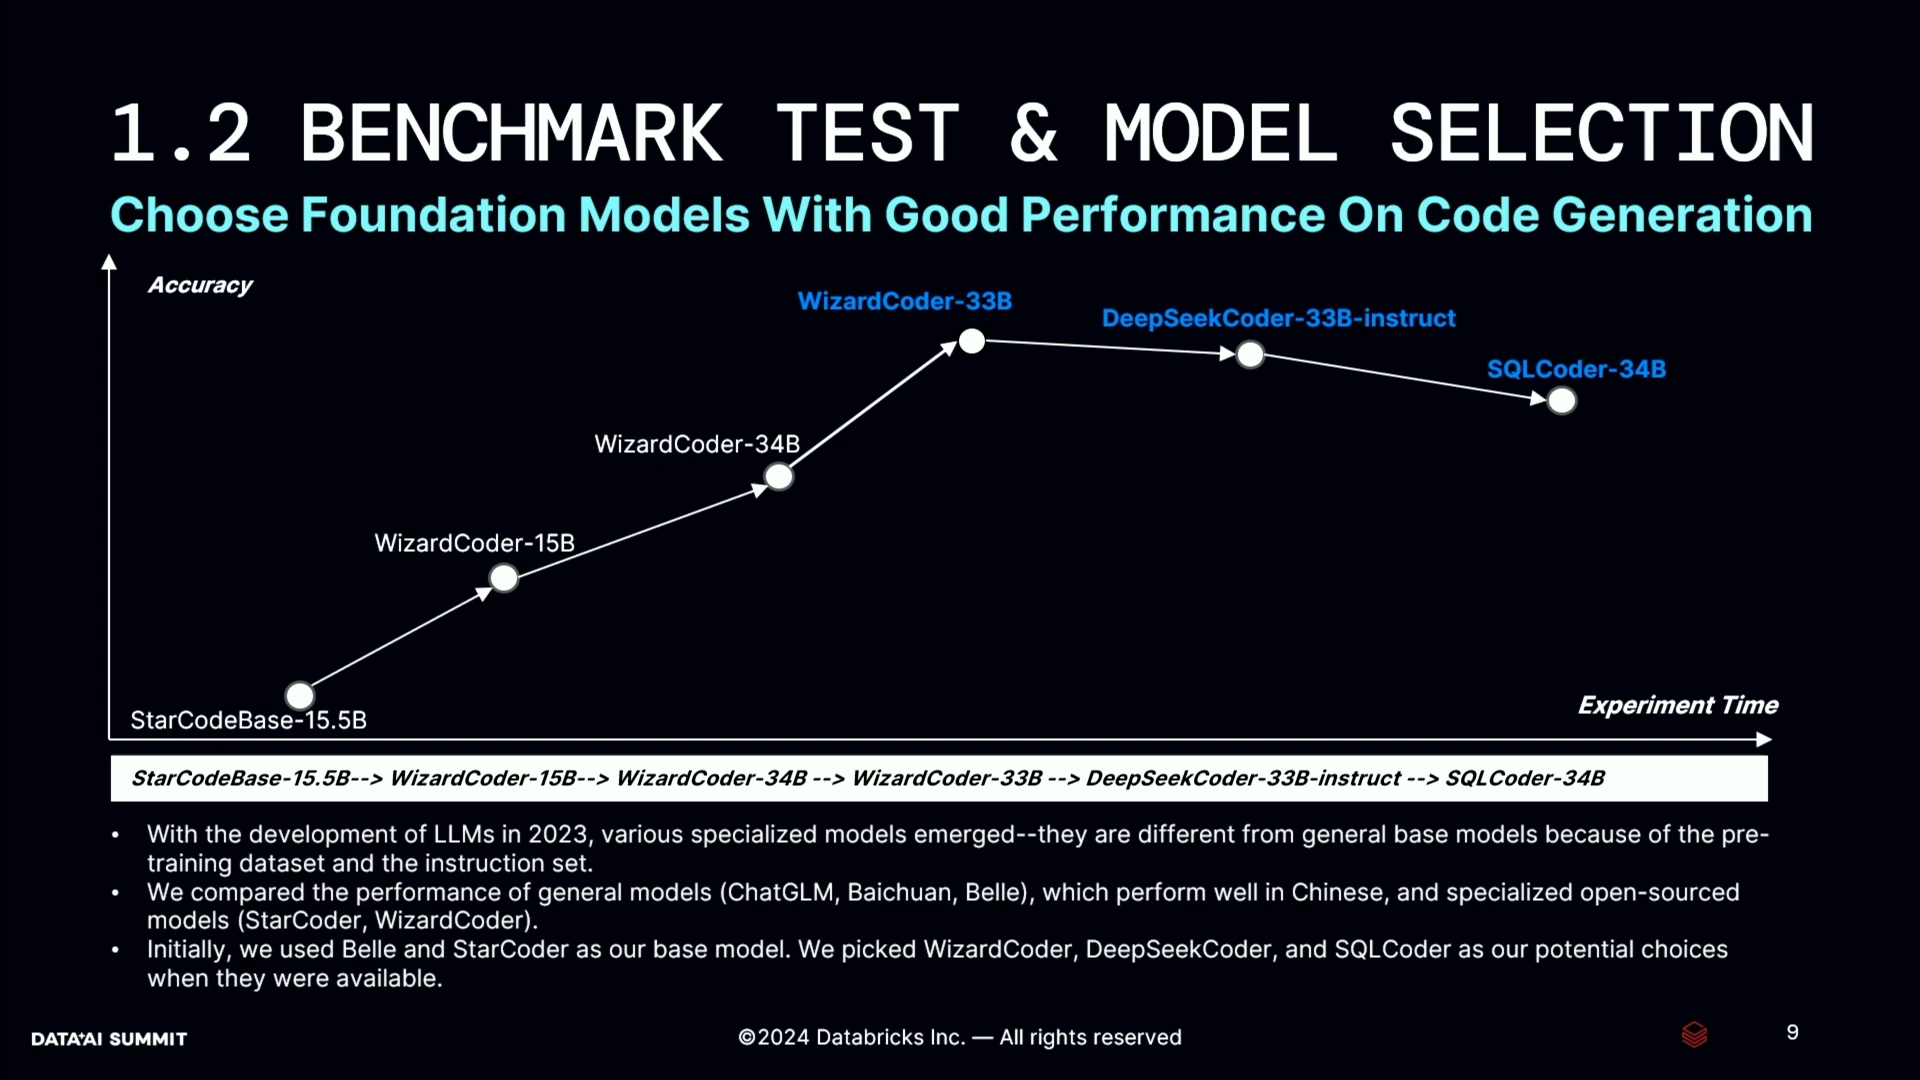 1.2 BENCHMARK TEST & MODEL SELECTION
Choose Foundation Models With Good Performance On Code Generation
Accuracy
WizardCoder-33B
DeepSeekCoder-33B-instruct
SQLCoder-34B
WizardCoder-34B
WizardCoder-15B
StarCodeBase-15.5B
Experiment Time
StarCodeBase-15.5B--> WizardCoder-15B--> WizardCoder-34B --> WizardCoder-33B --> DeepSeekCoder-33B-instruct --> SQLCoder-34B
• With the development of LLMs in 2023, various specialized models emerged--they are different from general base models because of the pre-
training dataset and the instruction set.
• We compared the performance of general models (ChatGLM, Baichuan, Belle), which perform well in Chinese, and specialized open-sourced
models (StarCoder, WizardCoder).
• Initially, we used Belle and StarCoder as our base model. We picked WizardCoder, DeepSeekCoder, and SQLCoder as our potential choices
when they were available.
DATA+AI SUMMIT
©2024 Databricks Inc. — All rights reserved
9